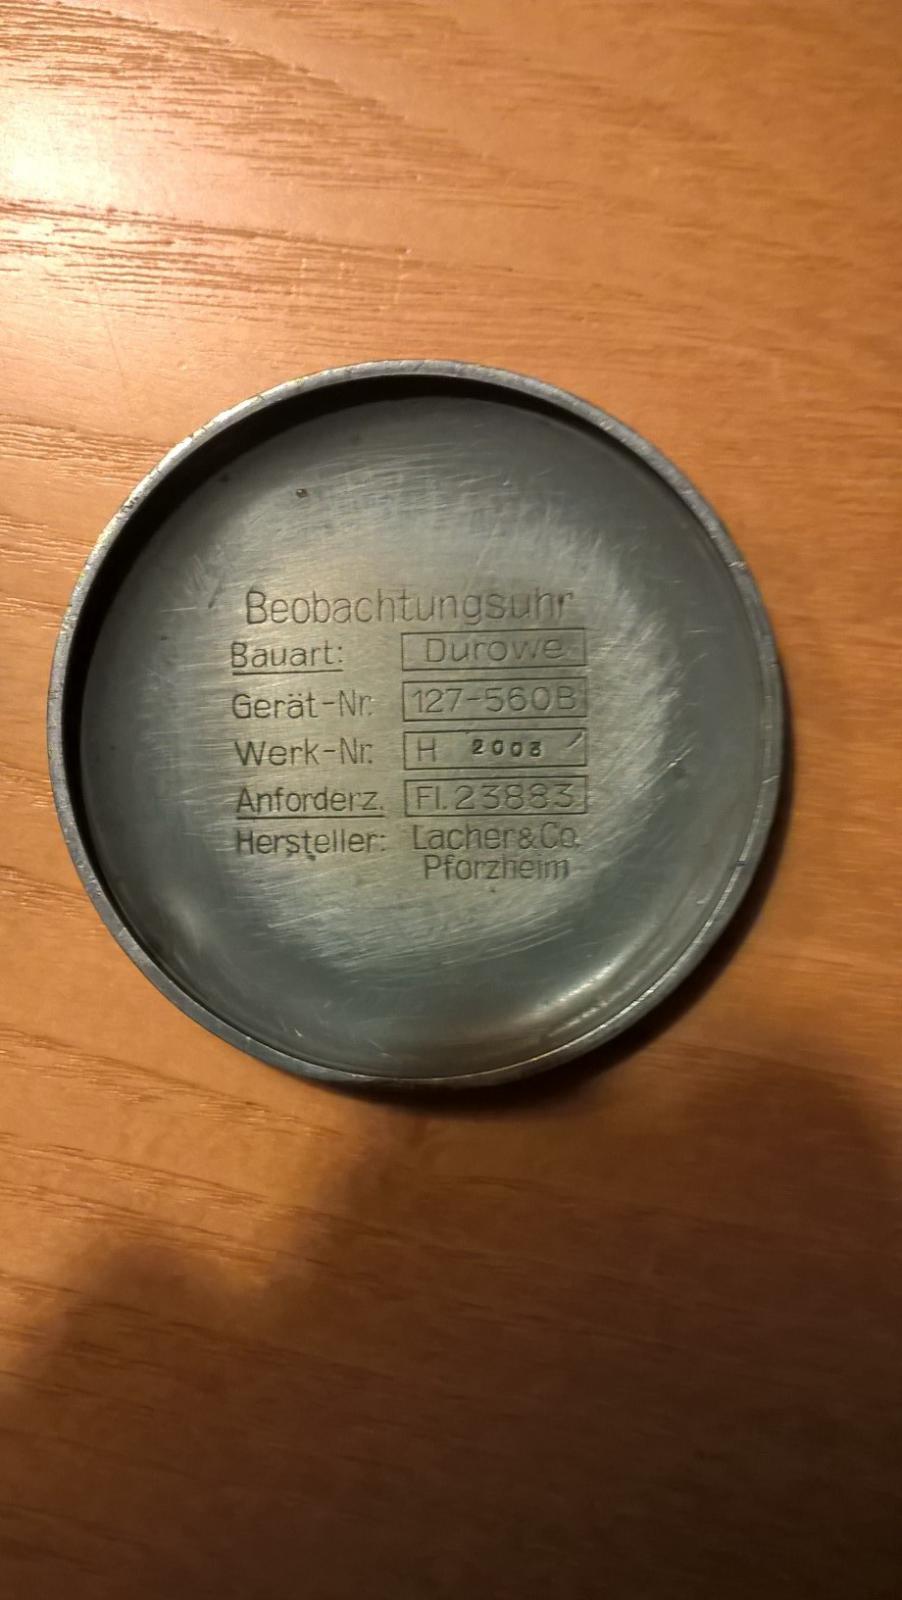 Beobachtungsuhr
Bauart: Durowe
Gerät-Nr. 127-560B
Werk-Nr. H 2008
Anforderz. Fl.23883
Hersteller: Lacher&Co.
Pforzheim